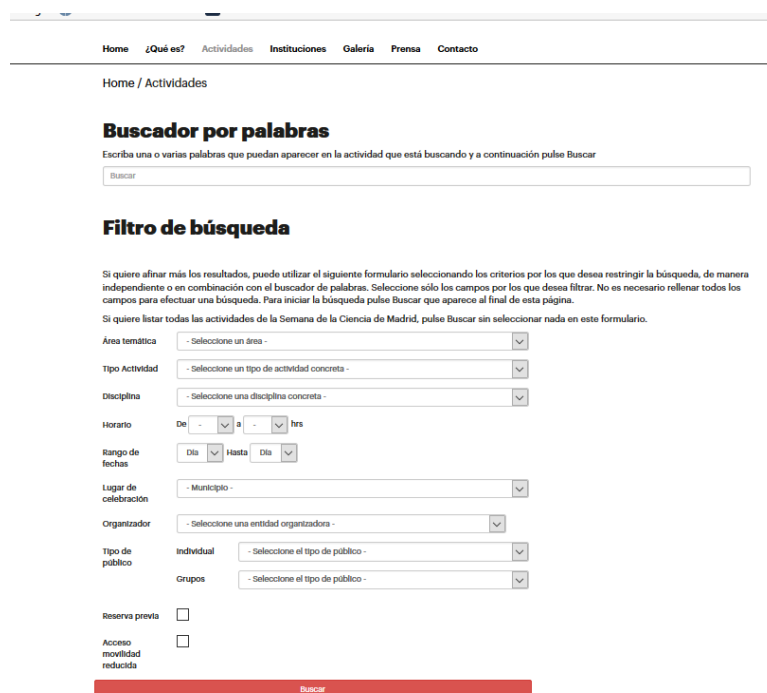 Home ¿Qué es? Actividades Instituciones Galería Prensa Contacto
Home / Actividades
Buscador por palabras
Escriba una o varias palabras que puedan aparecer en la actividad que está buscando y a continuación pulse Buscar
Buscar
Filtro de búsqueda
Si quiere afinar más los resultados, puede utilizar el siguiente formulario seleccionando los criterios por los que desea restringir la búsqueda, de manera
independiente o en combinación con el buscador de palabras. Seleccione sólo los campos por los que desea filtrar. No es necesario rellenar todos los
campos para efectuar una búsqueda. Para iniciar la búsqueda pulse Buscar que aparece al final de esta página.
Si quiere listar todas las actividades de la Semana de la Ciencia de Madrid, pulse Buscar sin seleccionar nada en este formulario.
Área temática - Seleccione un área -
Tipo Actividad - Seleccione un tipo de actividad concreta -
Disciplina - Seleccione una disciplina concreta -
Horario De - a - hrs
Rango de
fechas Día Hasta Día
Lugar de
celebración - Municipio -
Organizador - Seleccione una entidad organizadora -
Tipo de
público Individual - Seleccione el tipo de público -
Grupos - Seleccione el tipo de público -
Reserva previa
Acceso
movilidad
reducida
Buscar